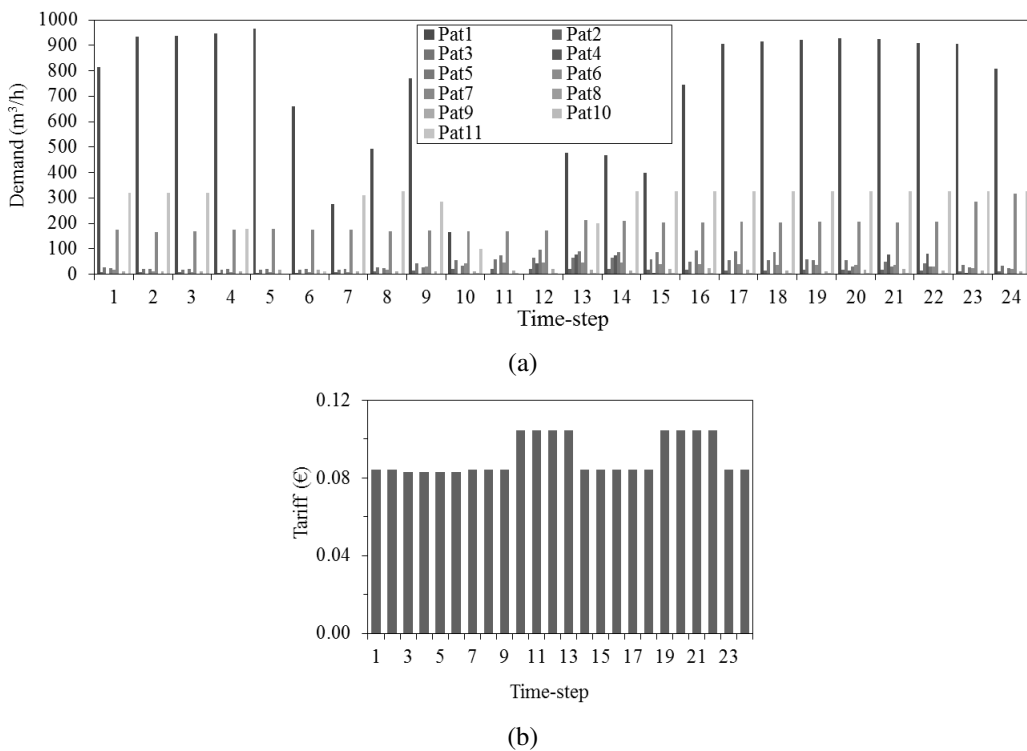 1000
900
800
700
600
500
400
300
200
100
0
Demand (m³/h)
Pat1 Pat2
Pat3 Pat4
Pat5 Pat6
Pat7 Pat8
Pat9 Pat10
Pat11
1 2 3 4 5 6 7 8 9 10 11 12 13 14 15 16 17 18 19 20 21 22 23 24
Time-step
(a)
0.12
0.08
0.04
0.00
Tariff (€)
1 3 5 7 9 11 13 15 17 19 21 23
Time-step
(b)